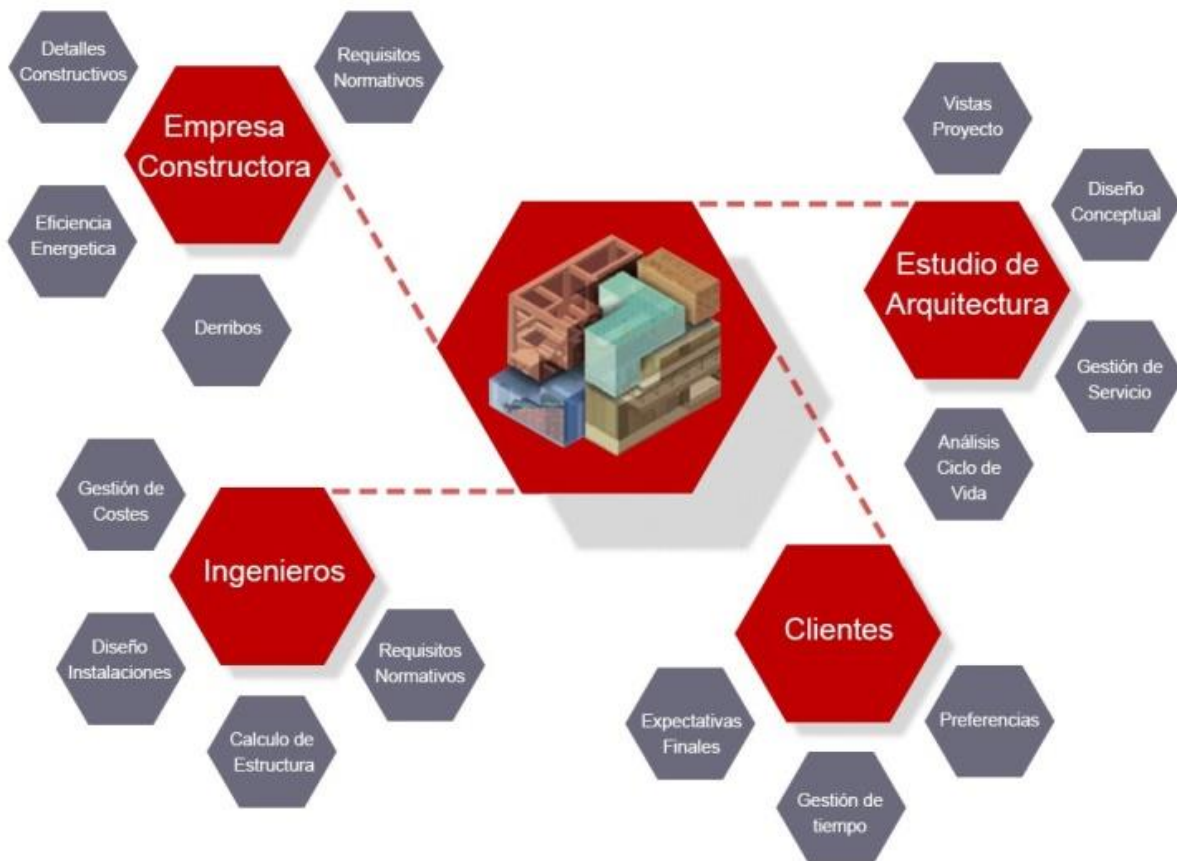 Detalles
Constructivos
Requisitos
Normativos
Empresa
Constructora
Eficiencia
Energetica
Derribos
Vistas
Proyecto
Diseño
Conceptual
Estudio de
Arquitectura
Gestión de
Servicio
Análisis
Ciclo de
Vida
Gestión de
Costes
Ingenieros
Diseño
Instalaciones
Requisitos
Normativos
Calculo de
Estructura
Clientes
Expectativas
Finales
Preferencias
Gestión de
tiempo